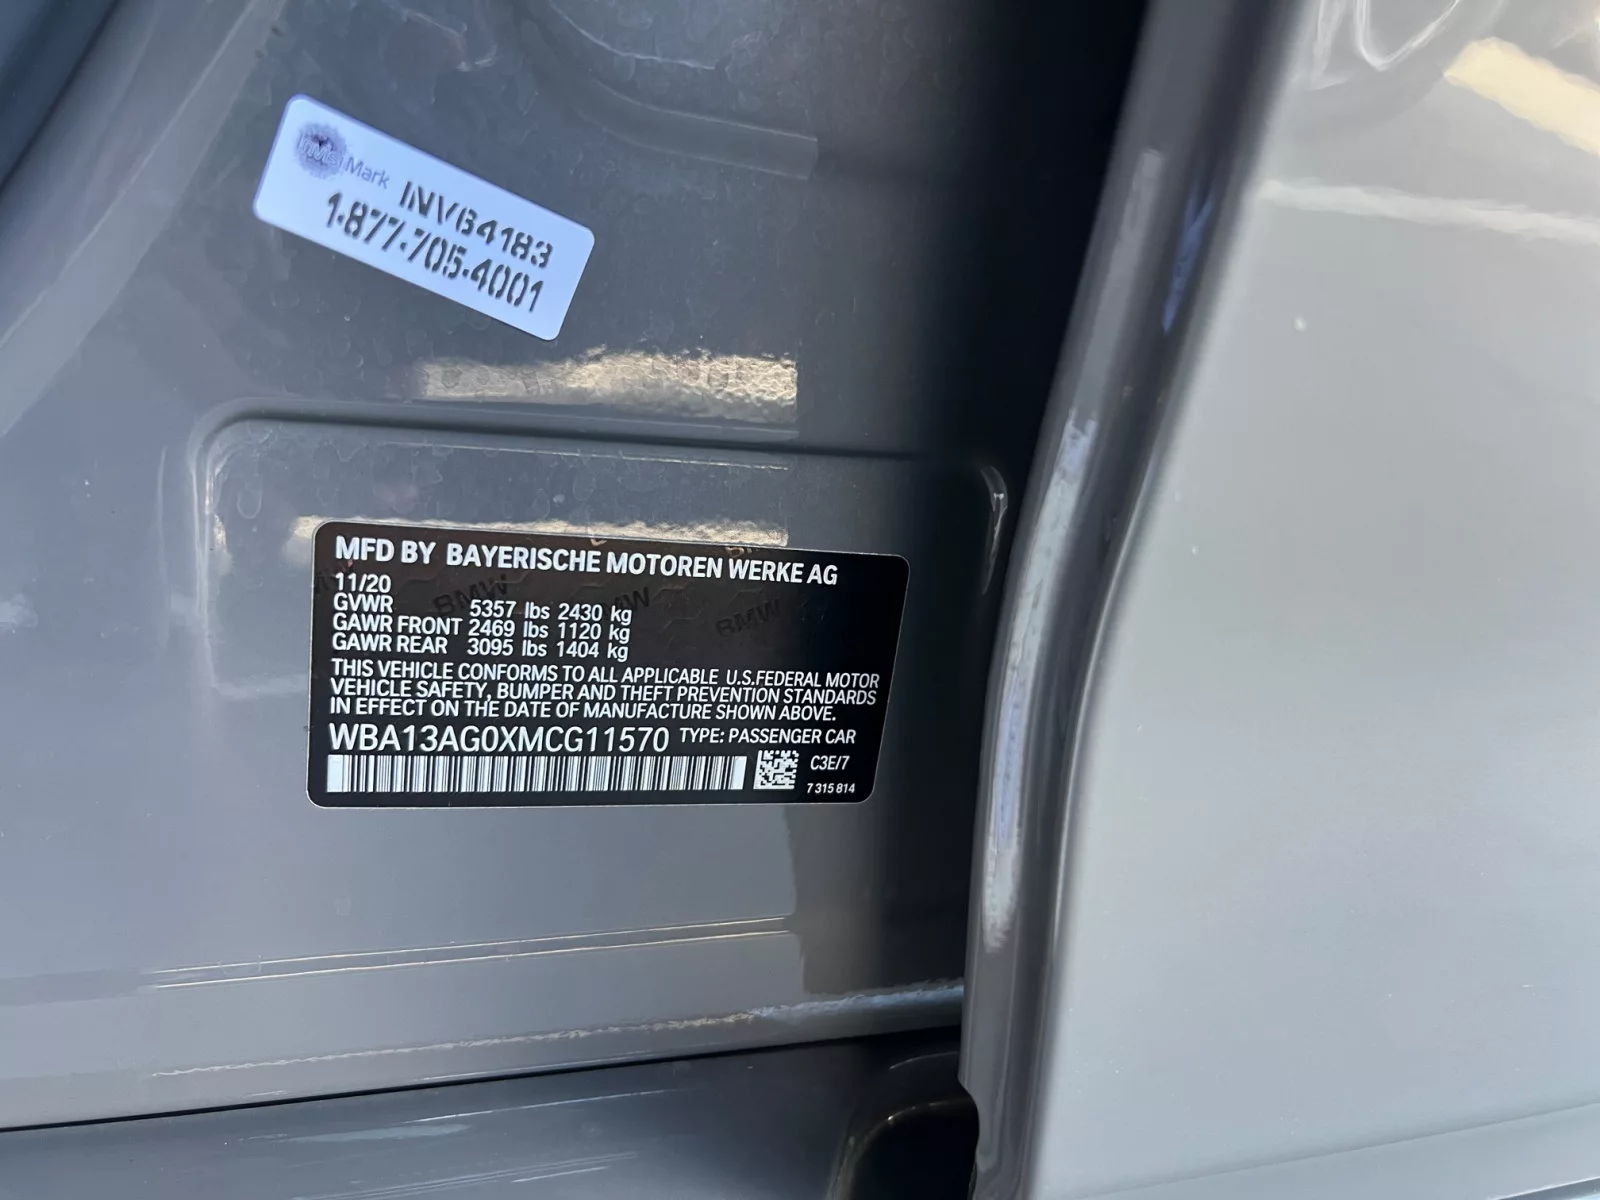 Mark INVB4183
1-877-705-4001
MFD BY BAYERISCHE MOTOREN WERKE AG
11/20
GVWR 5357 lbs 2430 kg
GAWR FRONT 2469 lbs 1120 kg
GAWR REAR 3095 lbs 1404 kg
THIS VEHICLE CONFORMS TO ALL APPLICABLE U.S.FEDERAL MOTOR
VEHICLE SAFETY, BUMPER AND THEFT PREVENTION STANDARDS
IN EFFECT ON THE DATE OF MANUFACTURE SHOWN ABOVE.
WBA13AG0XMCG11570 TYPE: PASSENGER CAR
C3E/7
7 315 814